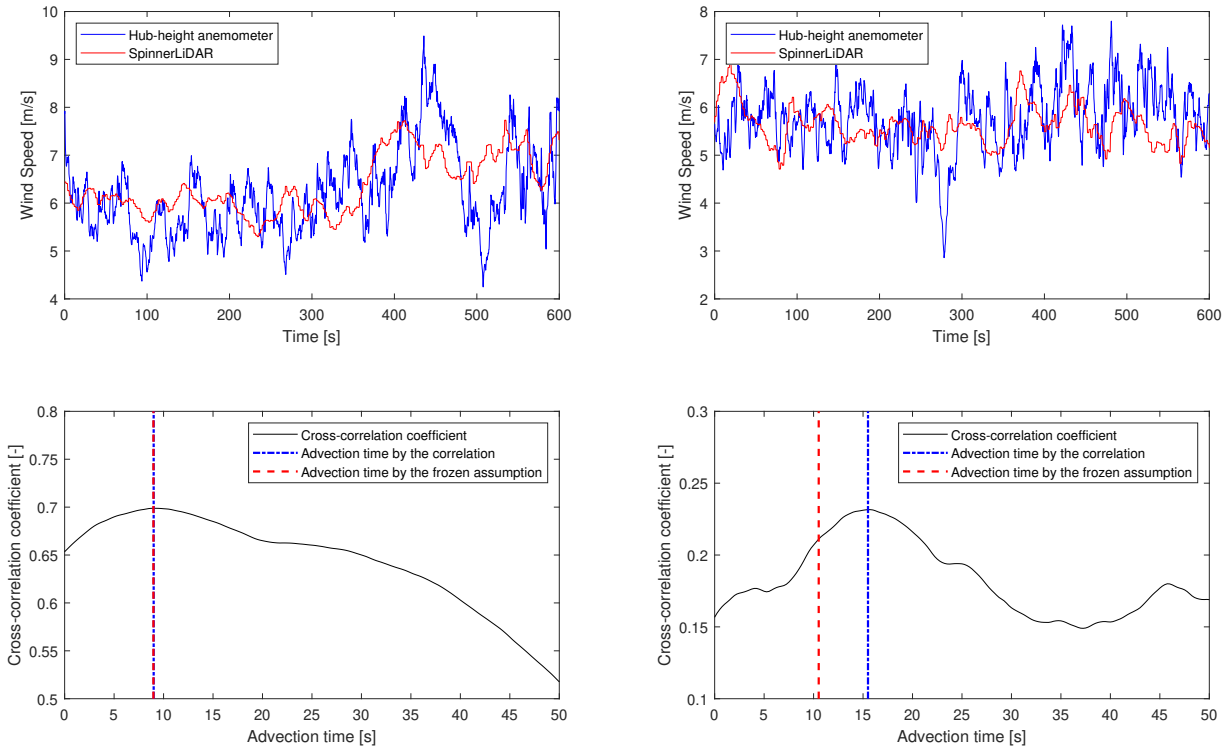 10
9
8
7
6
5
4
Wind Speed [m/s]
Hub-height anemometer
SpinnerLiDAR
0 100 200 300 400 500 600
Time [s]
8
7
6
5
4
3
2
Wind Speed [m/s]
Hub-height anemometer
SpinnerLiDAR
0 100 200 300 400 500 600
Time [s]
0.8
0.75
0.7
0.65
0.6
0.55
0.5
Cross-correlation coefficient [-]
Cross-correlation coefficient
Advection time by the correlation
Advection time by the frozen assumption
0 5 10 15 20 25 30 35 40 45 50
Advection time [s]
0.3
0.25
0.2
0.15
0.1
Cross-correlation coefficient [-]
Cross-correlation coefficient
Advection time by the correlation
Advection time by the frozen assumption
0 5 10 15 20 25 30 35 40 45 50
Advection time [s]